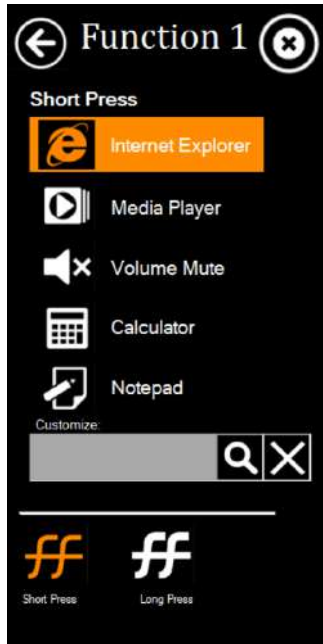 Function 1
Short Press
Internet Explorer
Media Player
Volume Mute
Calculator
Notepad
Customize:
Short Press
Long Press